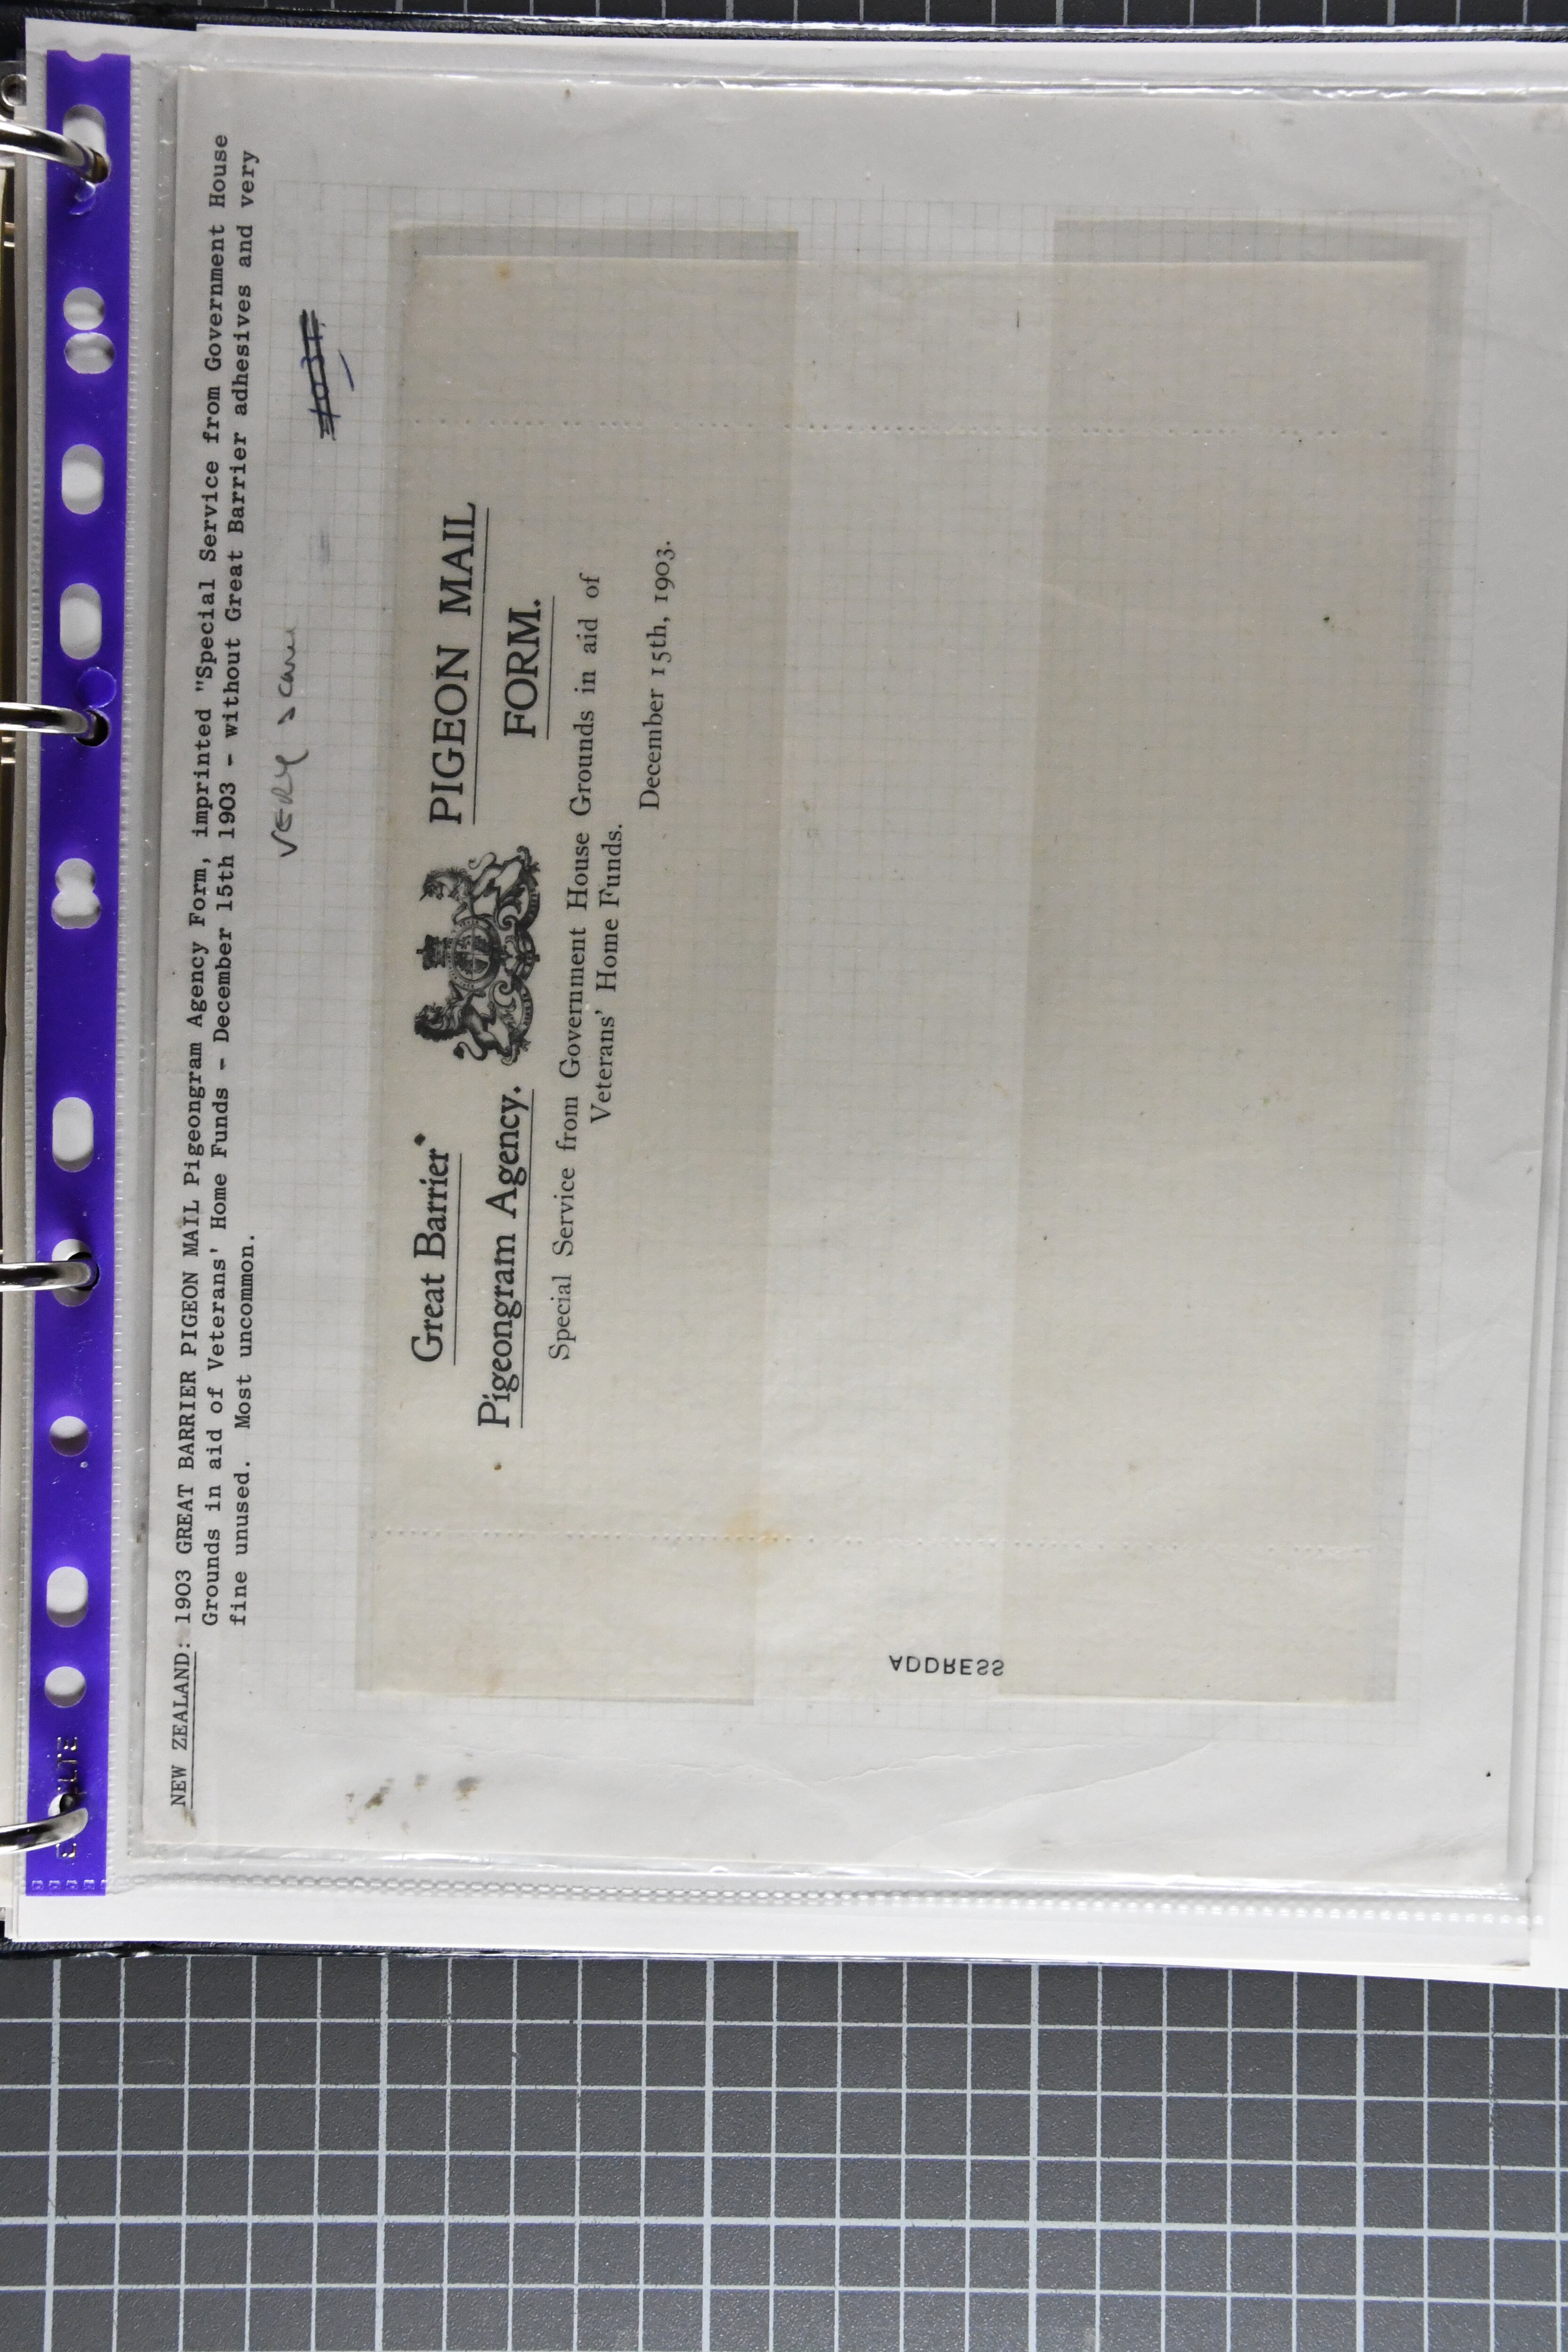 NEW ZEALAND: 1903 GREAT BARRIER PIGEON MAIL Pigeongram Agency Form, imprinted "Special Service from Government House
Grounds in aid of Veterans' Home Funds - December 15th 1903 - without Great Barrier adhesives and very
fine unused. Most uncommon.
VERY
Great Barrier
Pigeongram Agency.
PIGEON MAIL
FORM.
Special Service from Government House Grounds in aid of
Veterans' Home Funds.
December 15th, 1903.
ADDRESS